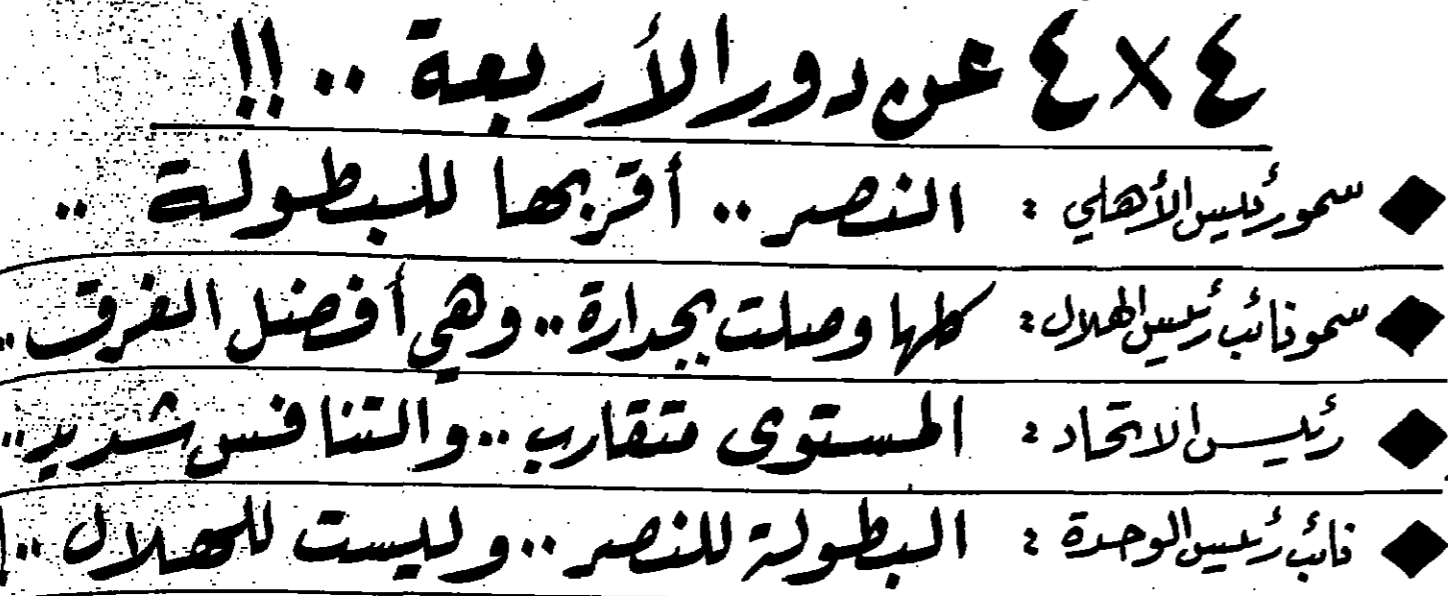 ٤×٤ عن دور الأربعة ..!!
سمو رئيس الأهلي : النصر .. أقربها للبطولة ..
سمو نائب رئيس الهلال : كلها وصلت بجدارة .. وهي أفضل الفرق ..
رئيس الاتحاد : المستوى متقارب .. والتنافس شديد ..
نائب رئيس الوحدة : البطولة للنصر .. وليست للهلال ..!